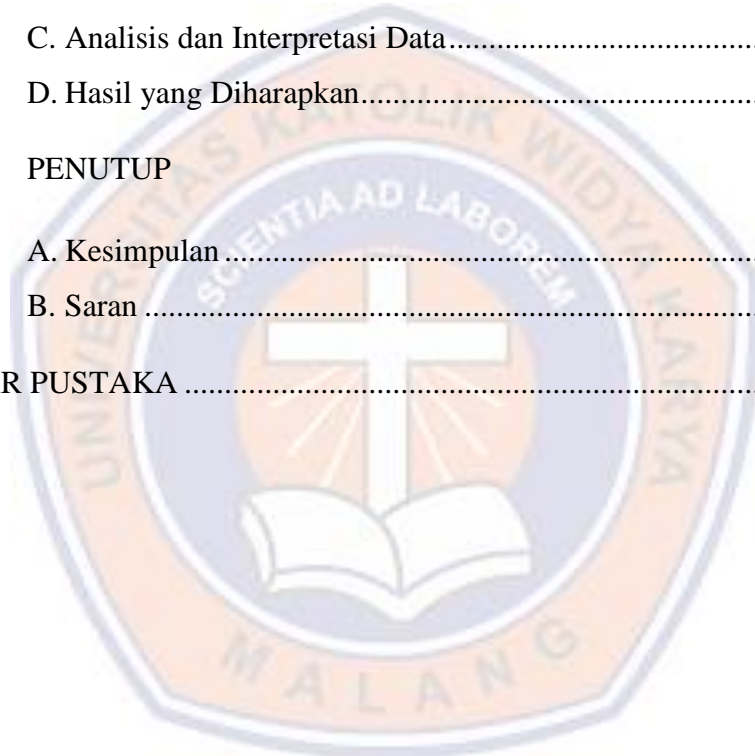 C. Analisis dan Interpretasi Data....................................
D. Hasil yang Diharapkan...............................................
PENUTUP
A. Kesimpulan ................................................................
B. Saran ..........................................................................
R PUSTAKA ......................................................................
UNIVERSITAS KATOLIK WIDYA KARYA
SCIENTIA AD LABOREM
MALANG